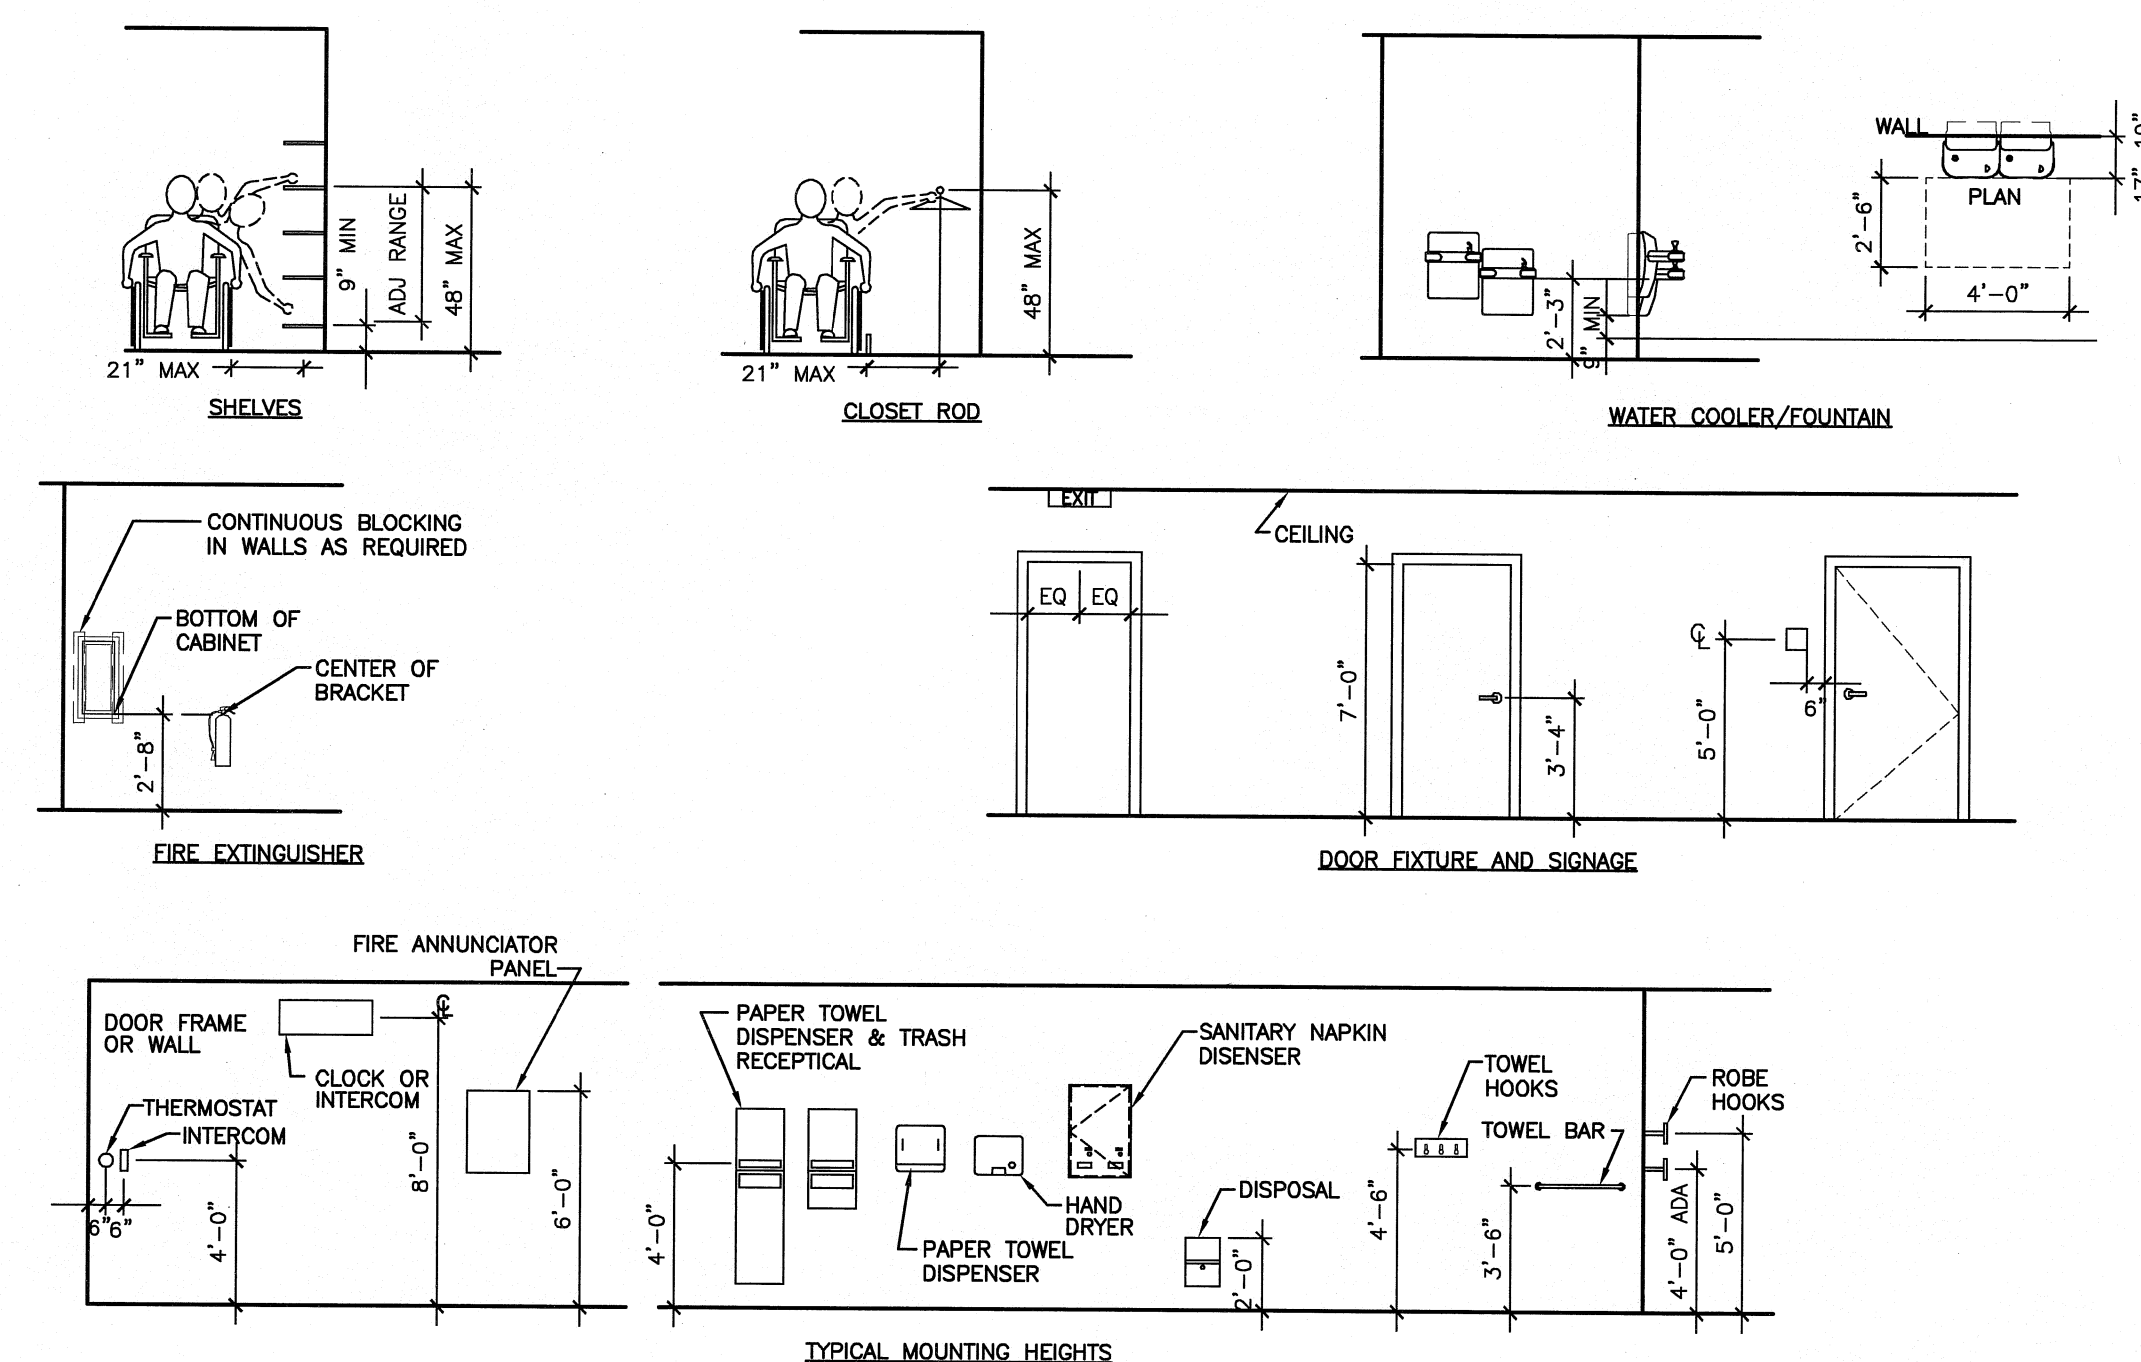 9" MIN
ADJ RANGE
48" MAX
21" MAX
SHELVES
48" MAX
21" MAX
CLOSET ROD
2'-3"
9" MIN
WALL
PLAN
2'-6"
4'-0"
17"
WATER COOLER/FOUNTAIN
CONTINUOUS BLOCKING
IN WALLS AS REQUIRED
BOTTOM OF
CABINET
CENTER OF
BRACKET
2'-8"
FIRE EXTINGUISHER
EXIT
CEILING
EQ EQ
7'-0"
3'-4"
CL
5'-0"
6"
DOOR FIXTURE AND SIGNAGE
FIRE ANNUNCIATOR
PANEL
DOOR FRAME
OR WALL
CL
CLOCK OR
INTERCOM
THERMOSTAT
INTERCOM
6" 6"
4'-0"
8'-0"
6'-0"
PAPER TOWEL
DISPENSER & TRASH
RECEPTICAL
SANITARY NAPKIN
DISENSER
TOWEL
HOOKS
ROBE
HOOKS
TOWEL BAR
DISPOSAL
HAND
DRYER
PAPER TOWEL
DISPENSER
4'-0"
2'-0"
4'-6"
3'-6"
4'-0" ADA
5'-0"
TYPICAL MOUNTING HEIGHTS